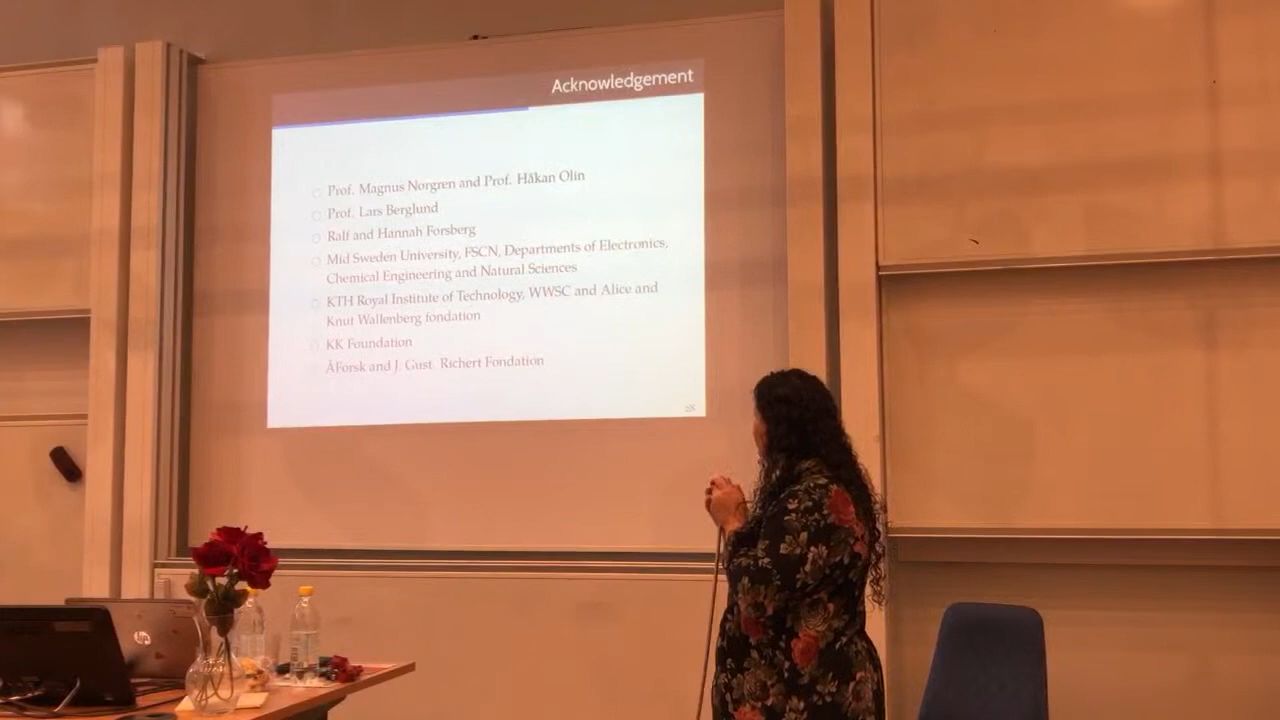 Acknowledgement
Prof. Magnus Norgren and Prof. Håkan Olin
Prof. Lars Berglund
Ralf and Hannah Forsberg
Mid Sweden University, FSCN, Departments of Electronics,
Chemical Engineering and Natural Sciences
KTH Royal Institute of Technology, WWSC and Alice and
Knut Wallenberg fondation
KK Foundation
ÅForsk and J. Gust. Richert Fondation
hp